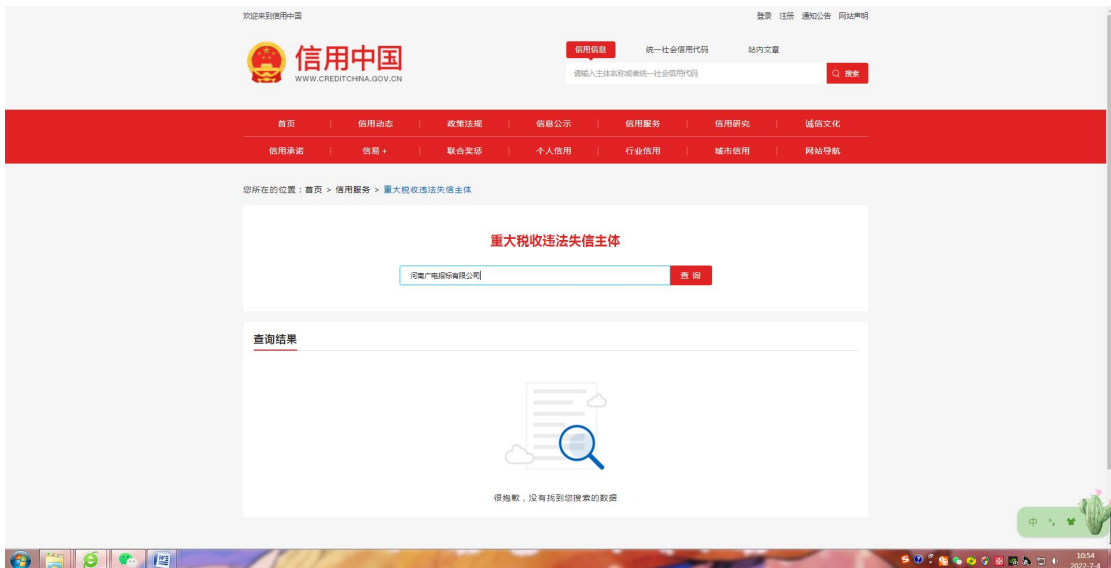 欢迎来到信用中国
登录 注册 通知公告 网站声明
信用中国
WWW.CREDITCHINA.GOV.CN
信用信息 统一社会信用代码 站内文章
请输入主体名称或者统一社会信用代码 搜索
首页 信用动态 政策法规 信息公示 信用服务 信用研究 诚信文化
信用承诺 信易+ 联合奖惩 个人信用 行业信用 城市信用 网站导航
您所在的位置：首页 > 信用服务 > 重大税收违法失信主体
重大税收违法失信主体
河南广电招标有限公司 查询
查询结果
很抱歉，没有找到您搜索的数据
中
10:54
2022-7-4